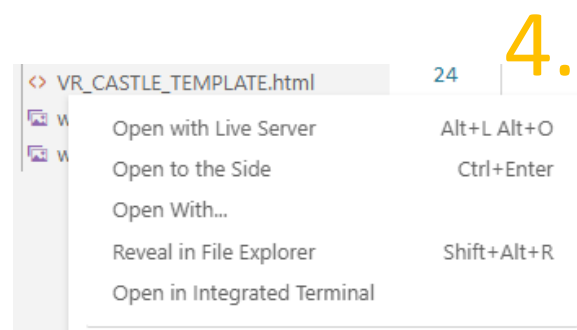 4.
<> VR_CASTLE_TEMPLATE.html 24
w
Open with Live Server Alt+L Alt+O
w
Open to the Side Ctrl+Enter
Open With...
Reveal in File Explorer Shift+Alt+R
Open in Integrated Terminal